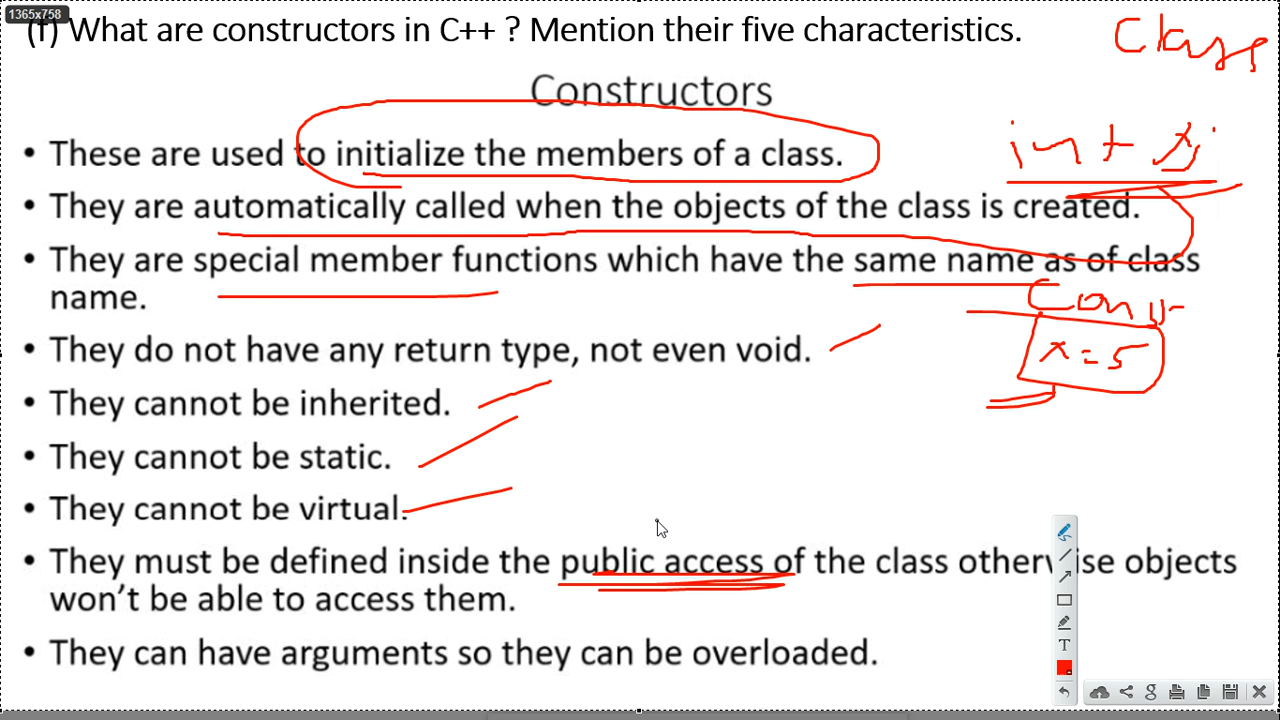 1365x758
(f) What are constructors in C++ ? Mention their five characteristics.
Class
Constructors
int x;
• These are used to initialize the members of a class.
• They are automatically called when the objects of the class is created.
• They are special member functions which have the same name as of class
name.
• They do not have any return type, not even void.
x = 5
• They cannot be inherited.
• They cannot be static.
• They cannot be virtual.
• They must be defined inside the public access of the class otherwise objects
won't be able to access them.
• They can have arguments so they can be overloaded.